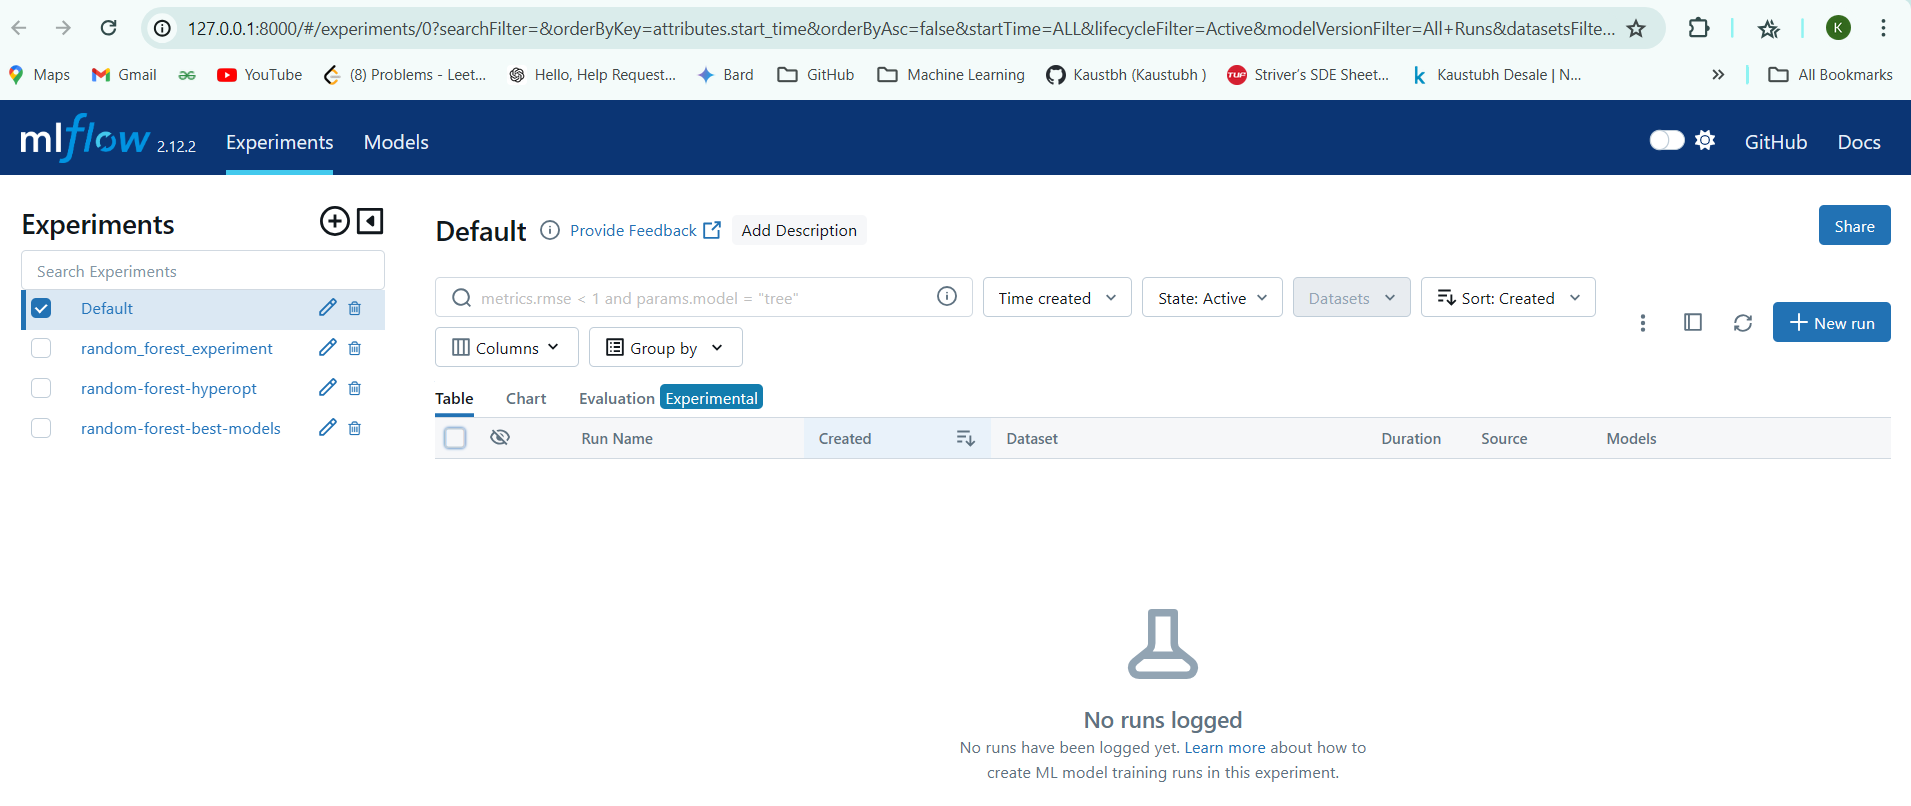 127.0.0.1:8000/#/experiments/0?searchFilter=&orderByKey=attributes.start_time&orderByAsc=false&startTime=ALL&lifecycleFilter=Active&modelVersionFilter=All+Runs&datasetsFilte...
K
Maps
Gmail
YouTube
(8) Problems - Leet...
Hello, Help Request...
Bard
GitHub
Machine Learning
Kaustbh (Kaustubh )
TUF
Striver's SDE Sheet...
k
Kaustubh Desale | N...
»
All Bookmarks
mlflow 2.12.2
Experiments
Models
GitHub
Docs
Experiments
Search Experiments
Default
random_forest_experiment
random-forest-hyperopt
random-forest-best-models
Default
Provide Feedback
Add Description
Share
metrics.rmse < 1 and params.model = "tree"
Time created
State: Active
Datasets
Sort: Created
Columns
Group by
New run
Table
Chart
Evaluation
Experimental
Run Name
Created
Dataset
Duration
Source
Models
No runs logged
No runs have been logged yet. Learn more about how to
create ML model training runs in this experiment.